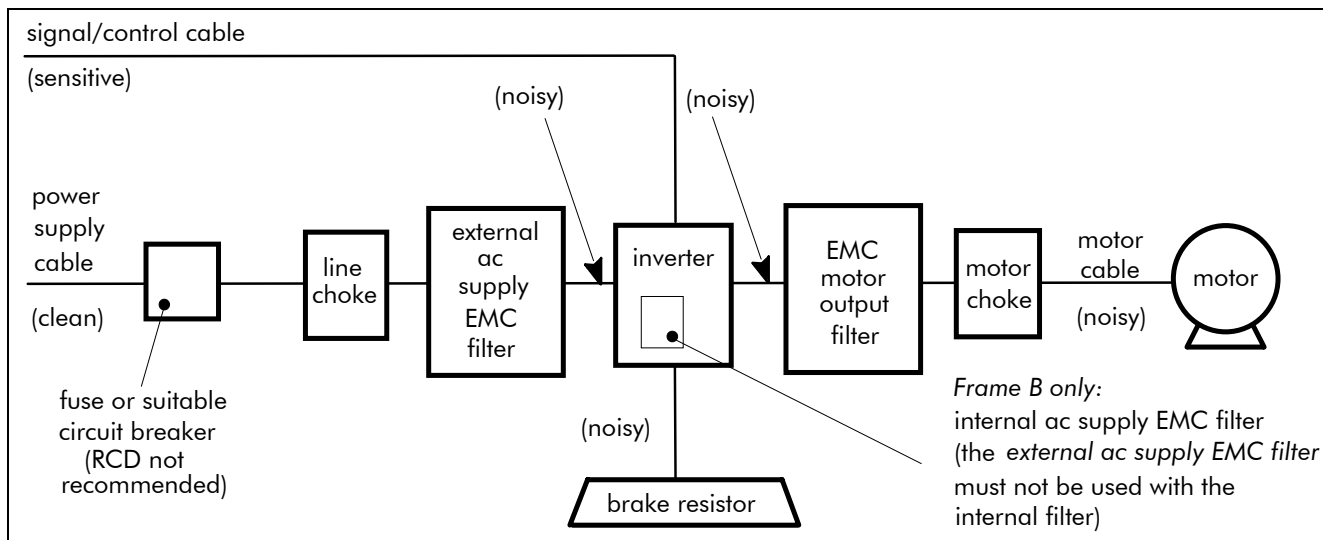 signal/control cable
(sensitive)
(noisy)
(noisy)
power
supply
cable
(clean)
line
choke
external
ac
supply
EMC
filter
inverter
EMC
motor
output
filter
motor
choke
motor
cable
(noisy)
motor
fuse or suitable
circuit breaker
(RCD not
recommended)
(noisy)
brake resistor
Frame B only:
internal ac supply EMC filter
(the external ac supply EMC filter
must not be used with the
internal filter)